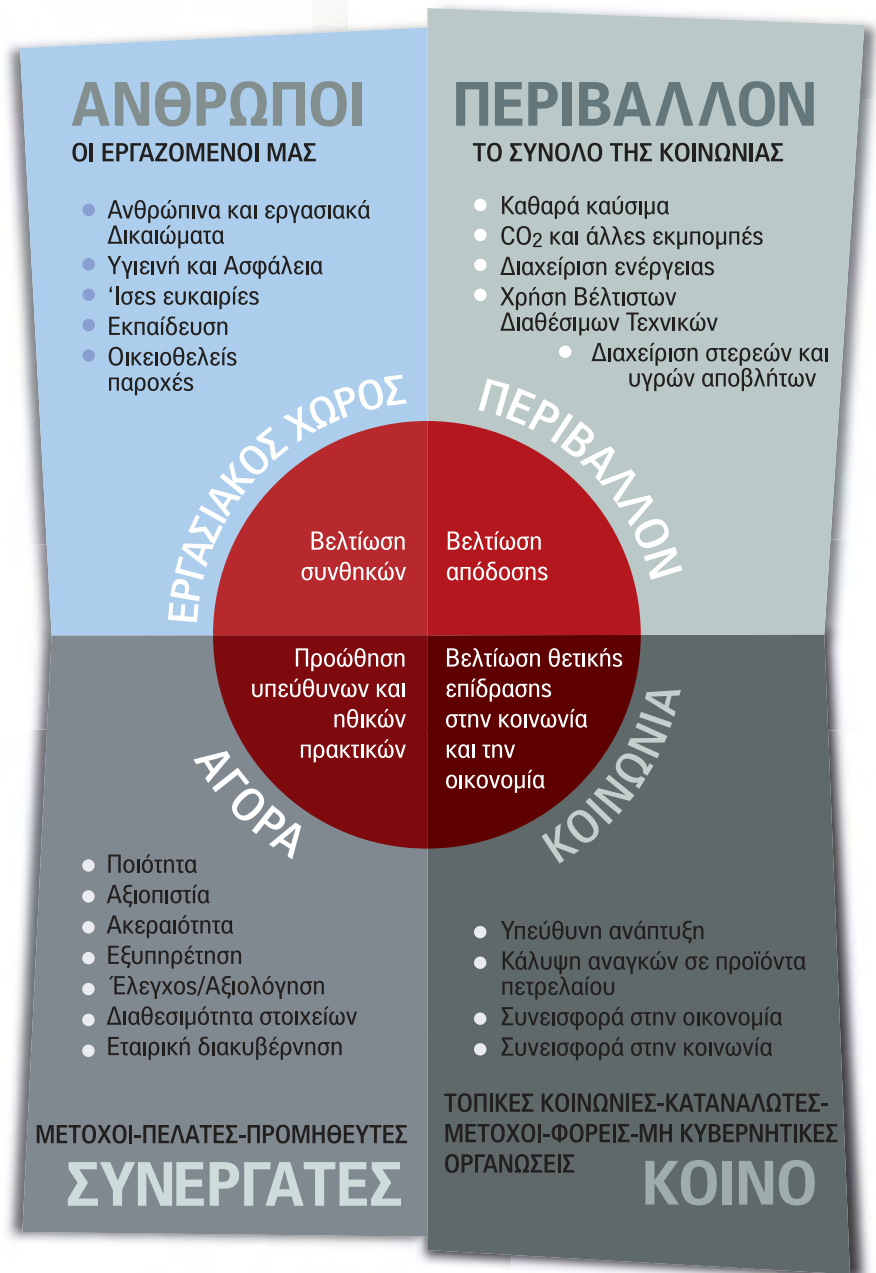 ΑΝΘΡΩΠΟΙ
ΟΙ ΕΡΓΑΖΟΜΕΝΟΙ ΜΑΣ
Ανθρώπινα και εργασιακά
Δικαιώματα
Υγιεινή και Ασφάλεια
‘Ισες ευκαιρίες
Εκπαίδευση
Οικειοθελείς
παροχές
ΕΡΓΑΣΙΑΚΟΣ ΧΩΡΟΣ
Βελτίωση
συνθηκών
ΠΕΡΙΒΑΛΛΟΝ
ΤΟ ΣΥΝΟΛΟ ΤΗΣ ΚΟΙΝΩΝΙΑΣ
Καθαρά καύσιμα
CO2 και άλλες εκμπομπές
Διαχείριση ενέργειας
Χρήση Βέλτιστων
Διαθέσιμων Τεχνικών
Διαχείριση στερεών και
υγρών αποβλήτων
ΠΕΡΙΒΑΛΛΟΝ
Βελτίωση
απόδοσης
Προώθηση
υπεύθυνων και
ηθικών
πρακτικών
ΑΓΟΡΑ
Ποιότητα
Αξιοπιστία
Ακεραιότητα
Εξυπηρέτηση
Έλεγχος/Αξιολόγηση
Διαθεσιμότητα στοιχείων
Εταιρική διακυβέρνηση
ΜΕΤΟΧΟΙ-ΠΕΛΑΤΕΣ-ΠΡΟΜΗΘΕΥΤΕΣ
ΣΥΝΕΡΓΑΤΕΣ
Βελτίωση θετικής
επίδρασης
στην κοινωνία
και την
οικονομία
ΚΟΙΝΩΝΙΑ
Υπεύθυνη ανάπτυξη
Κάλυψη αναγκών σε προϊόντα
πετρελαίου
Συνεισφορά στην οικονομία
Συνεισφορά στην κοινωνία
ΤΟΠΙΚΕΣ ΚΟΙΝΩΝΙΕΣ-ΚΑΤΑΝΑΛΩΤΕΣ-
ΜΕΤΟΧΟΙ-ΦΟΡΕΙΣ-ΜΗ ΚΥΒΕΡΝΗΤΙΚΕΣ
ΟΡΓΑΝΩΣΕΙΣ
ΚΟΙΝΟ